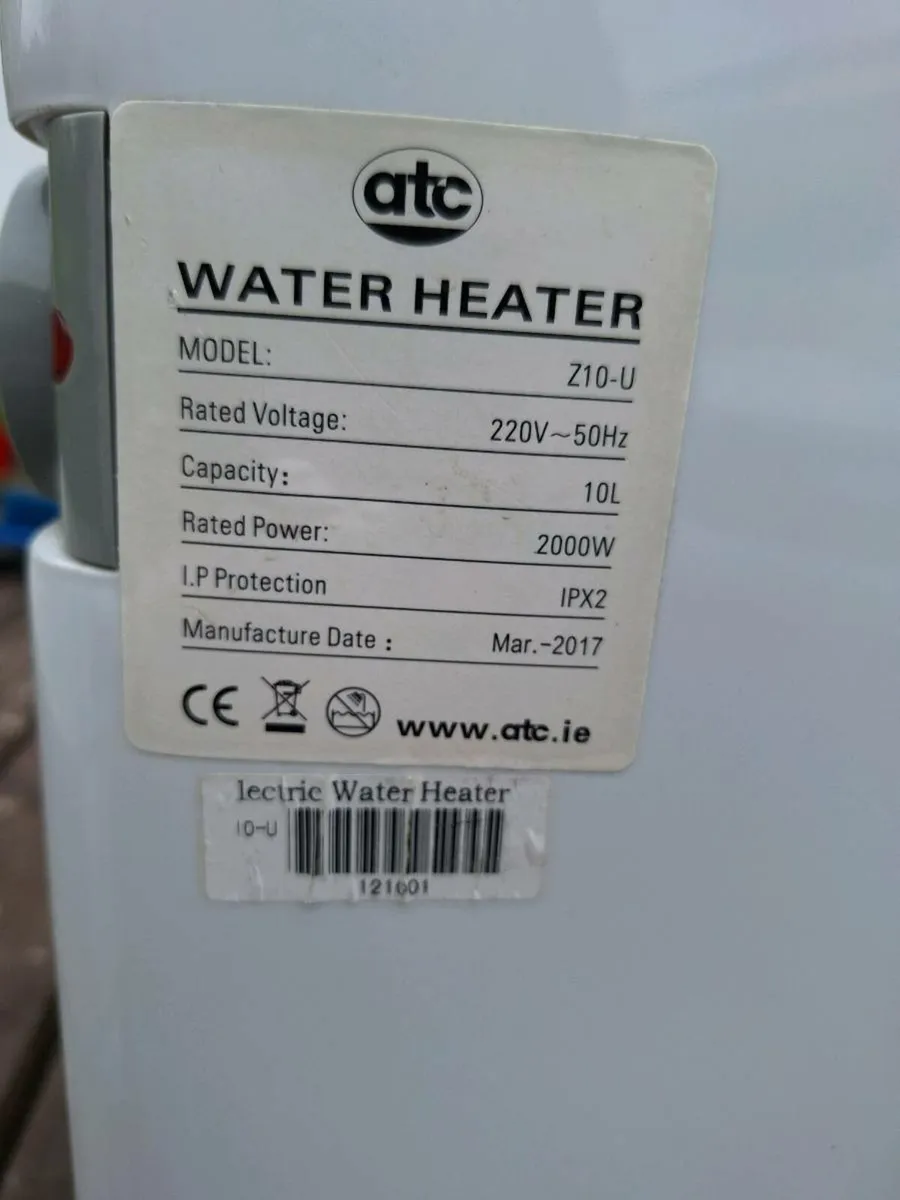 atc
WATER HEATER
MODEL: Z10-U
Rated Voltage: 220V~50Hz
Capacity: 10L
Rated Power: 2000W
I.P Protection IPX2
Manufacture Date : Mar.-2017
CE www.atc.ie
lectric Water Heater
10-U
121601